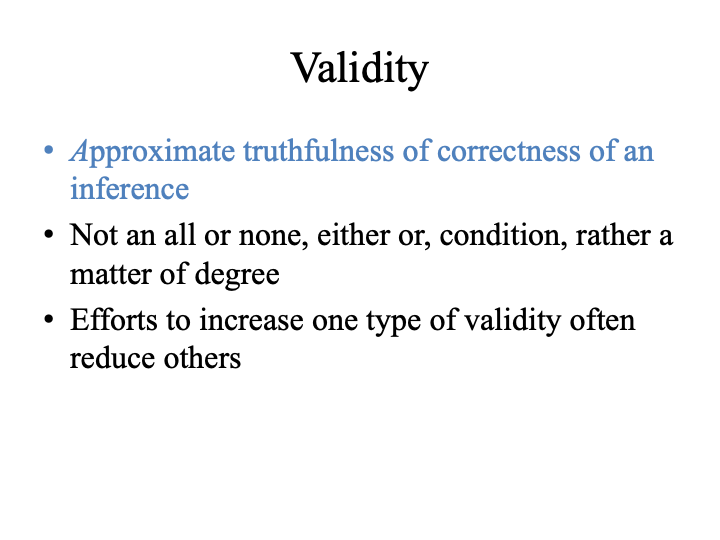 Validity
• Approximate truthfulness of correctness of an
inference
• Not an all or none, either or, condition, rather a
matter of degree
• Efforts to increase one type of validity often
reduce others